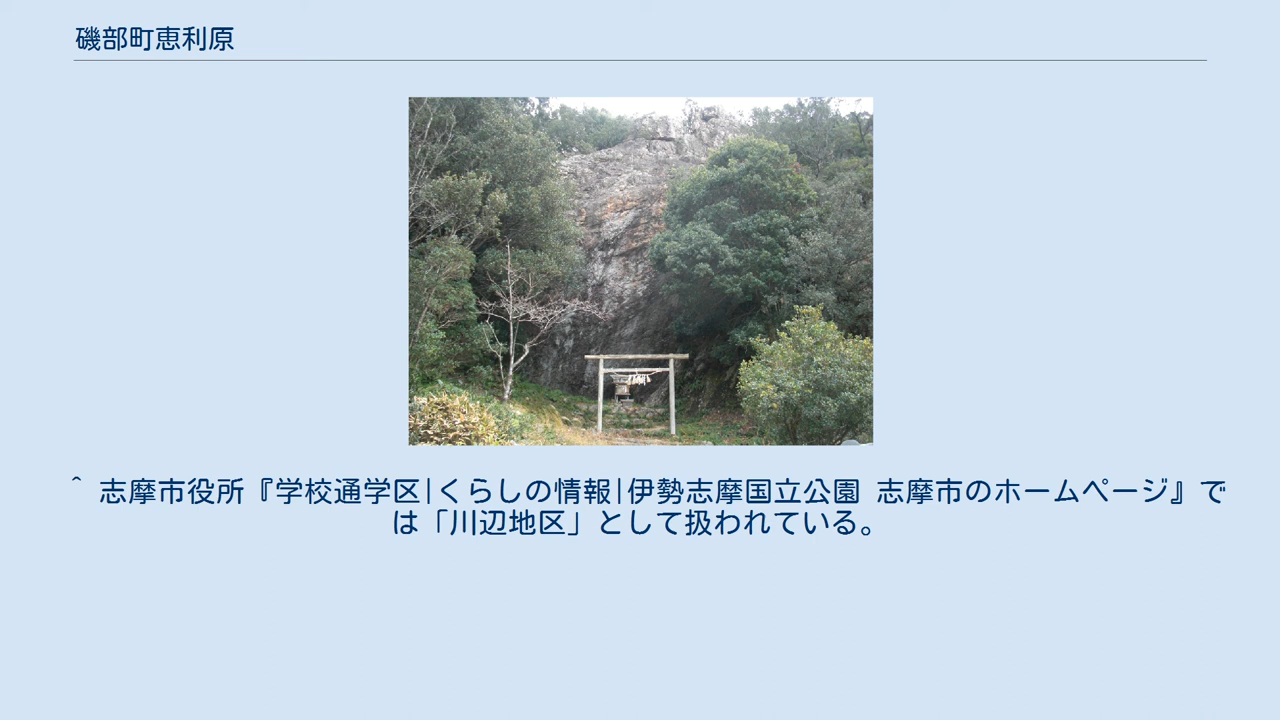 磯部町恵利原
^ 志摩市役所『学校通学区|くらしの情報|伊勢志摩国立公園 志摩市のホームページ』で
は「川辺地区」として扱われている。